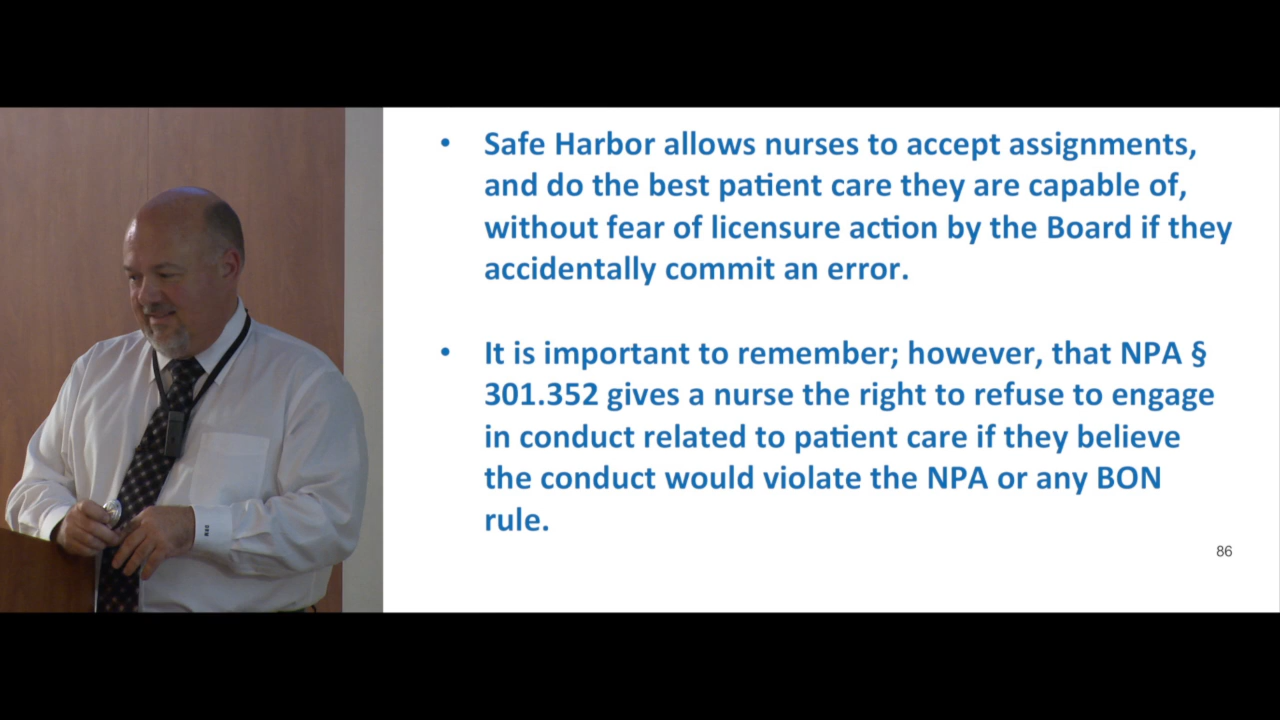 • Safe Harbor allows nurses to accept assignments,
and do the best patient care they are capable of,
without fear of licensure action by the Board if they
accidentally commit an error.
• It is important to remember; however, that NPA §
301.352 gives a nurse the right to refuse to engage
in conduct related to patient care if they believe
the conduct would violate the NPA or any BON
rule.
86